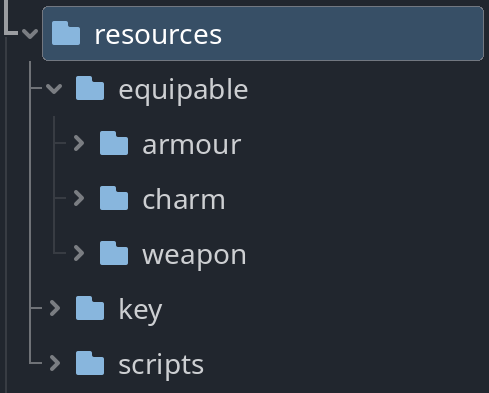 resources
equipable
armour
charm
weapon
key
scripts